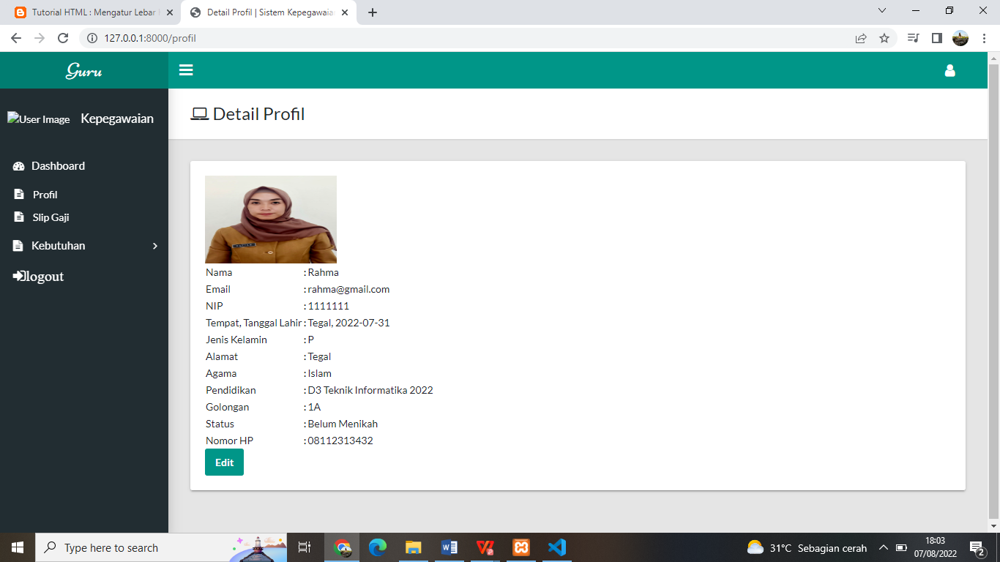 Tutorial HTML : Mengatur Lebar
Detail Profil | Sistem Kepegawaia
127.0.0.1:8000/profil
Guru
Detail Profil
User Image
Kepegawaian
Dashboard
Profil
Slip Gaji
Kebutuhan
logout
Nama : Rahma
Email : rahma@gmail.com
NIP : 1111111
Tempat, Tanggal Lahir : Tegal, 2022-07-31
Jenis Kelamin : P
Alamat : Tegal
Agama : Islam
Pendidikan : D3 Teknik Informatika 2022
Golongan : 1A
Status : Belum Menikah
Nomor HP : 08112313432
Edit
Type here to search
31°C Sebagian cerah
18:03
07/08/2022
2